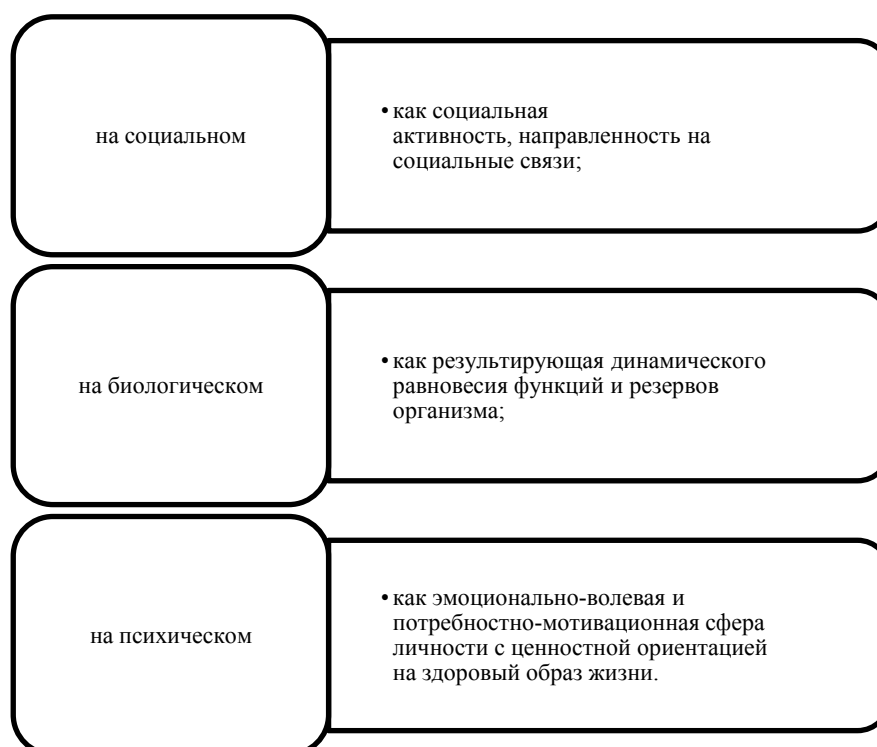 на социальном
• как социальная
активность, направленность на
социальные связи;
на биологическом
• как результирующая динамического
равновесия функций и резервов
организма;
на психическом
• как эмоционально-волевая и
потребностно-мотивационная сфера
личности с ценностной ориентацией
на здоровый образ жизни.